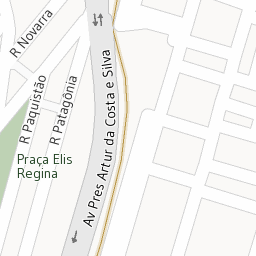 R Novarra
R Paquistão
R Patagônia
Av Pres Artur da Costa e Silva
Praça Elis
Regina